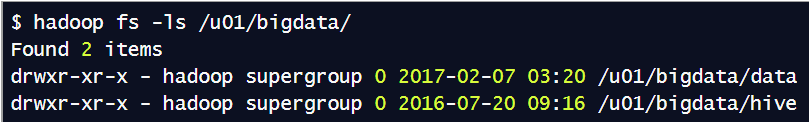 $ hadoop fs -ls /u01/bigdata/
Found 2 items
drwxr-xr-x - hadoop supergroup 0 2017-02-07 03:20 /u01/bigdata/data
drwxr-xr-x - hadoop supergroup 0 2016-07-20 09:16 /u01/bigdata/hive